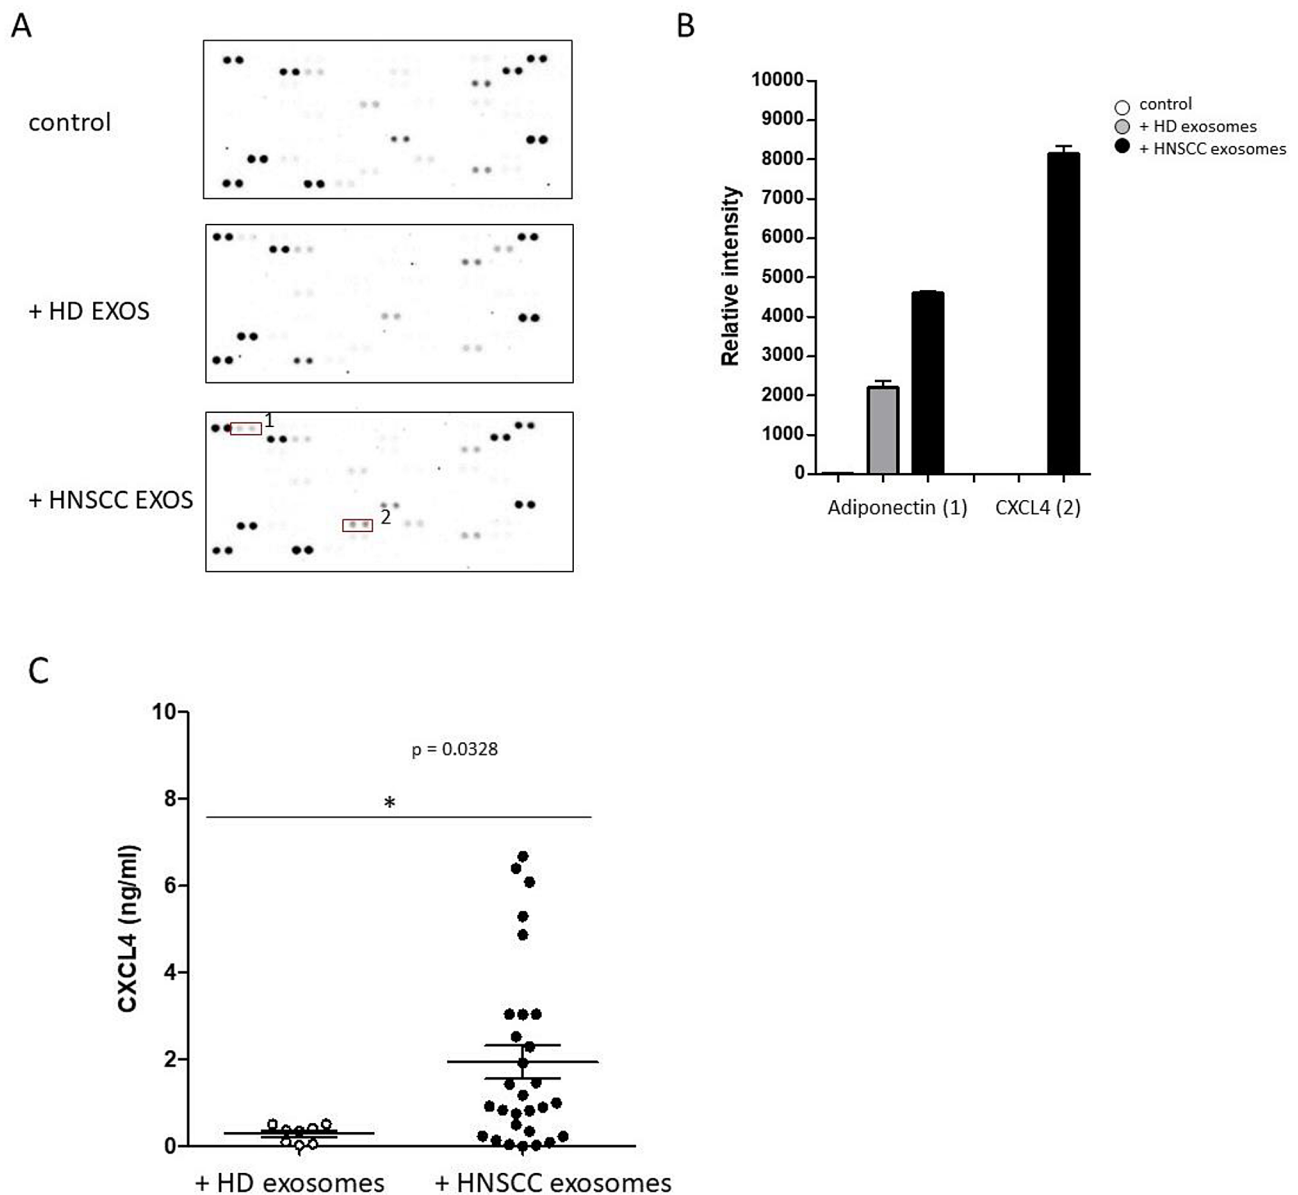 A
control
+ HD EXOS
+ HNSCC EXOS
1
2
B
10000
9000
8000
7000
6000
5000
4000
3000
2000
1000
0
Relative intensity
Adiponectin (1)
CXCL4 (2)
control
+ HD exosomes
+ HNSCC exosomes
C
10
8
6
4
2
0
CXCL4 (ng/ml)
p = 0.0328
*
+ HD exosomes
+ HNSCC exosomes